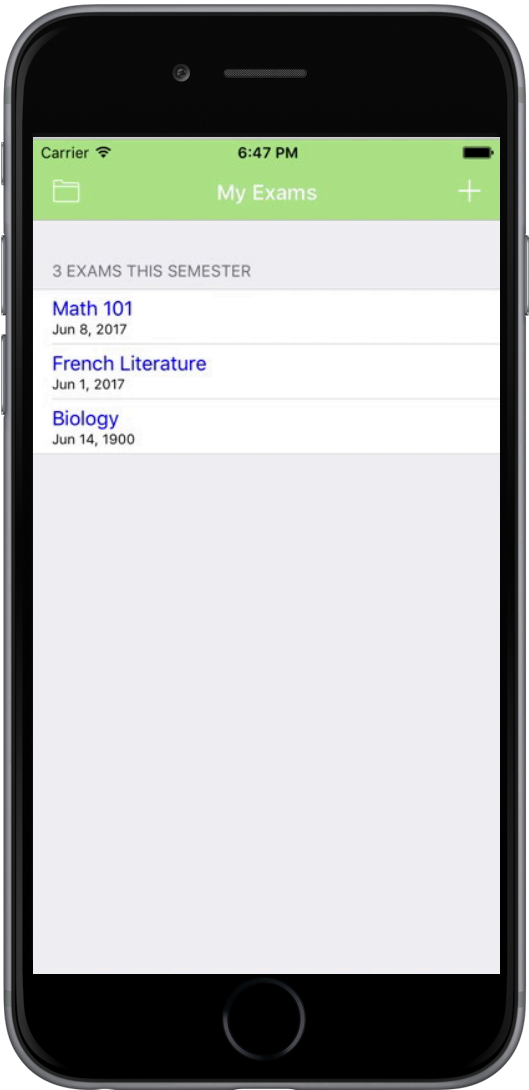 Carrier 6:47 PM
My Exams
3 EXAMS THIS SEMESTER
Math 101
Jun 8, 2017
French Literature
Jun 1, 2017
Biology
Jun 14, 1900